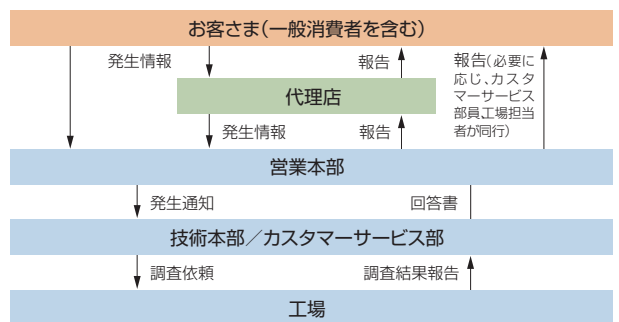 お客さま(一般消費者を含む)
発生情報
報告
報告(必要に
応じ、カスタ
マーサービス
部員、工場担当
者が同行)
代理店
発生情報
報告
営業本部
発生通知
回答書
技術本部／カスタマーサービス部
調査依頼
調査結果報告
工場